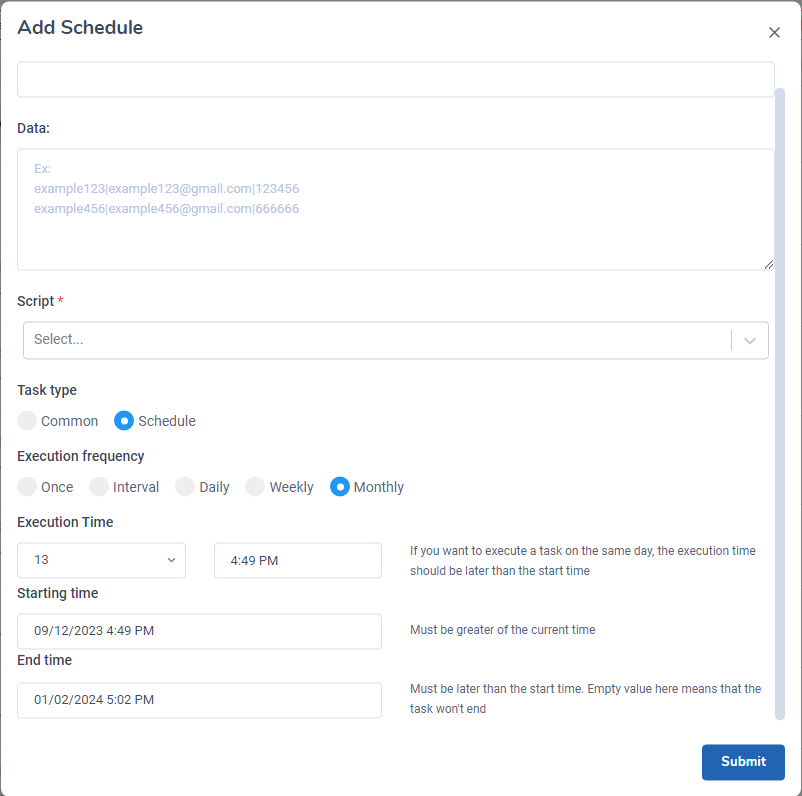 Add Schedule
Data:
Ex:
example123|example123@gmail.com|123456
example456|example456@gmail.com|666666
Script *
Select...
Task type
Common Schedule
Execution frequency
Once Interval Daily Weekly Monthly
Execution Time
13 4:49 PM
If you want to execute a task on the same day, the execution time
should be later than the start time
Starting time
09/12/2023 4:49 PM
Must be greater of the current time
End time
01/02/2024 5:02 PM
Must be later than the start time. Empty value here means that the
task won't end
Submit